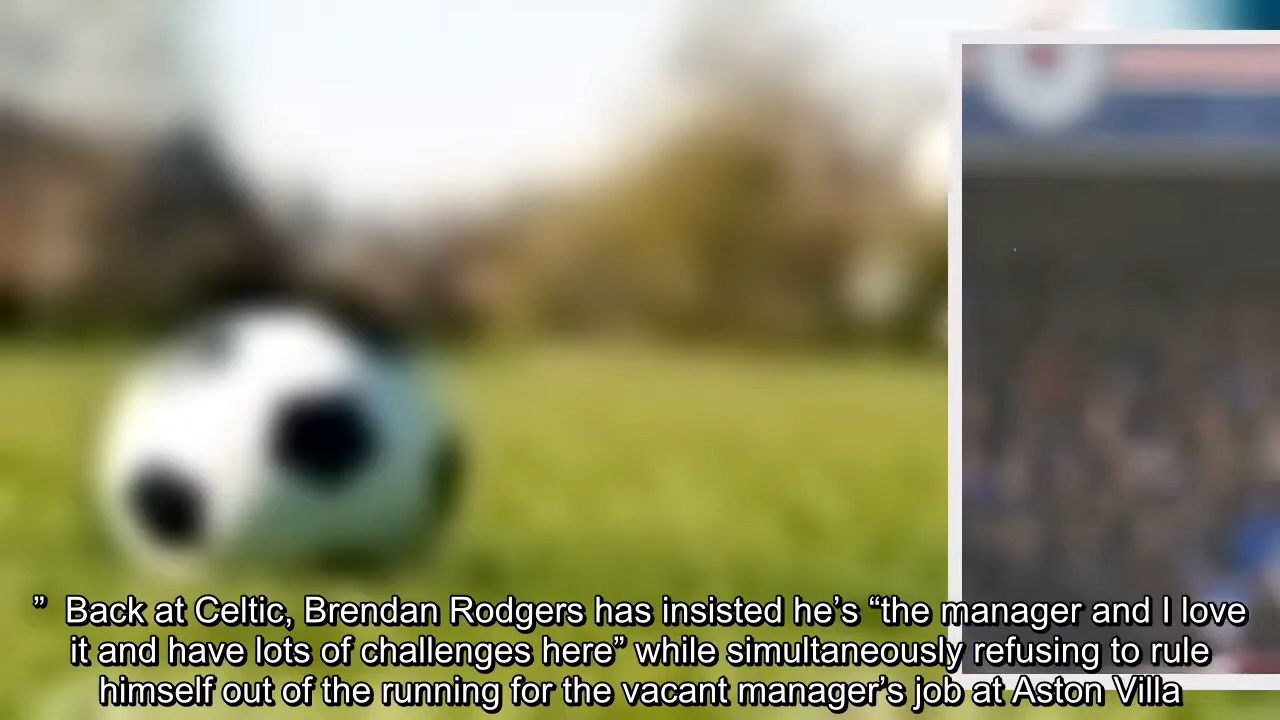 ”  Back at Celtic, Brendan Rodgers has insisted he’s “the manager and I love
it and have lots of challenges here” while simultaneously refusing to rule
himself out of the running for the vacant manager’s job at Aston Villa